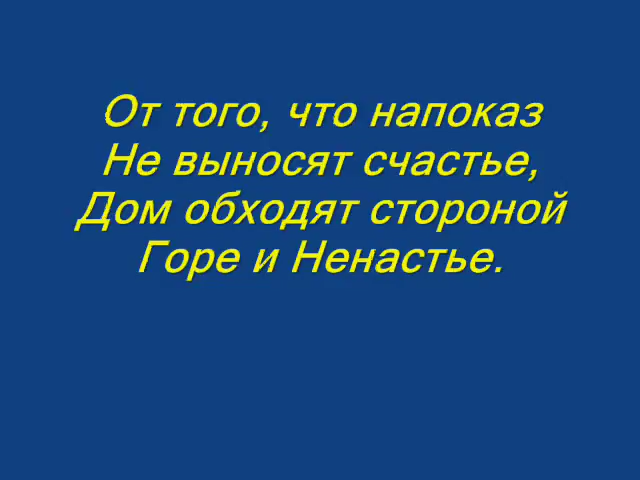 От того, что напоказ
Не выносят счастье,
Дом обходят стороной
Горе и Ненастье.